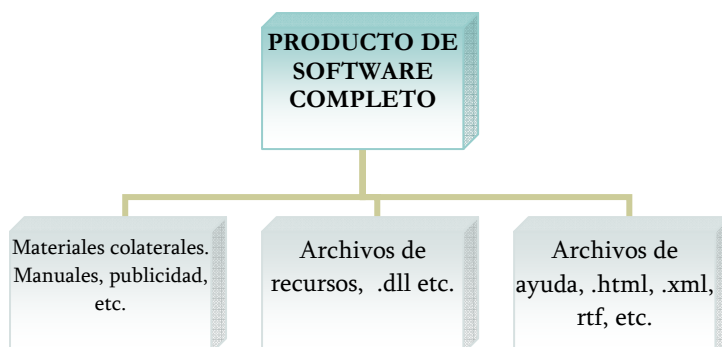 PRODUCTO DE
SOFTWARE
COMPLETO
Materiales colaterales.
Manuales, publicidad,
etc.
Archivos de
recursos, .dll etc.
Archivos de
ayuda, .html, .xml,
rtf, etc.